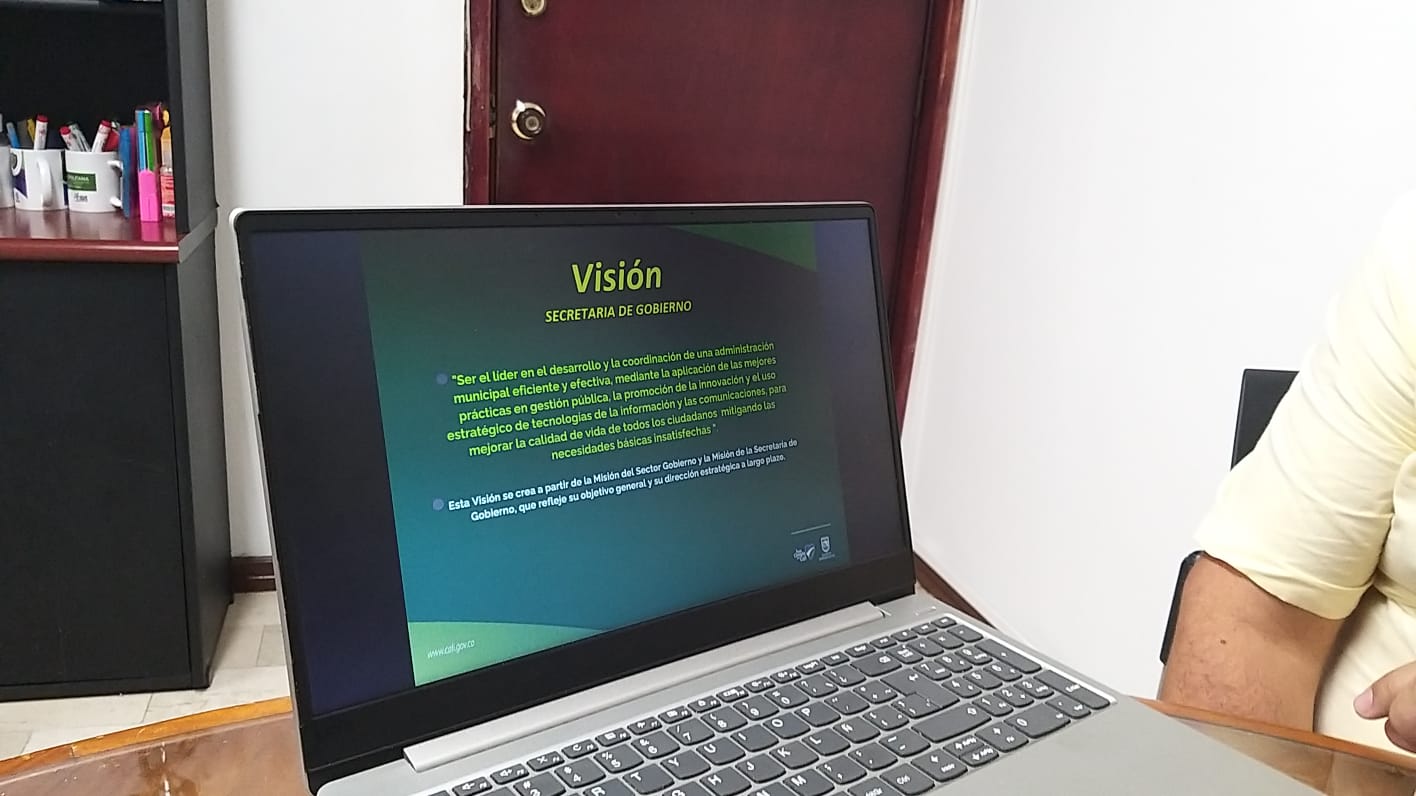 Visión
SECRETARIA DE GOBIERNO
"Ser el líder en el desarrollo y la coordinación de una administración
municipal eficiente y efectiva, mediante la aplicación de las mejores
prácticas en gestión pública, la promoción de la innovación y el uso
estratégico de tecnologías de la información y las comunicaciones, para
mejorar la calidad de vida de todos los ciudadanos mitigando las
necesidades básicas insatisfechas".
Esta Visión se crea a partir de la Misión del Sector Gobierno y la Misión de la Secretaría de
Gobierno, que refleje su objetivo general y su dirección estratégica a largo plazo.
www.cali.gov.co